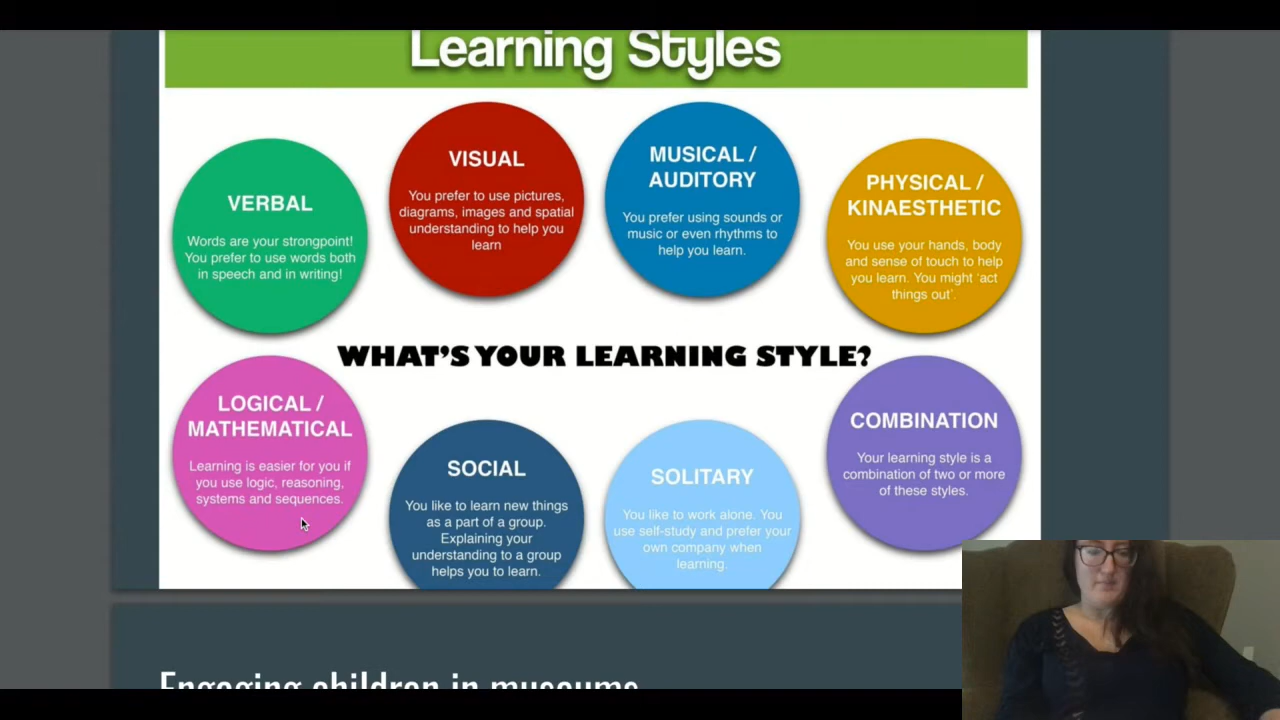 Learning Styles
VERBAL
Words are your strongpoint!
You prefer to use words both
in speech and in writing!
VISUAL
You prefer to use pictures,
diagrams, images and spatial
understanding to help you
learn
MUSICAL /
AUDITORY
You prefer using sounds or
music or even rhythms to
help you learn.
PHYSICAL /
KINAESTHETIC
You use your hands, body
and sense of touch to help
you learn. You might ‘act
things out’.
WHAT'S YOUR LEARNING STYLE?
LOGICAL /
MATHEMATICAL
Learning is easier for you if
you use logic, reasoning,
systems and sequences.
SOCIAL
You like to learn new things
as a part of a group.
Explaining your
understanding to a group
helps you to learn.
SOLITARY
You like to work alone. You
use self-study and prefer your
own company when
learning.
COMBINATION
Your learning style is a
combination of two or more
of these styles.
Engaging children in museums